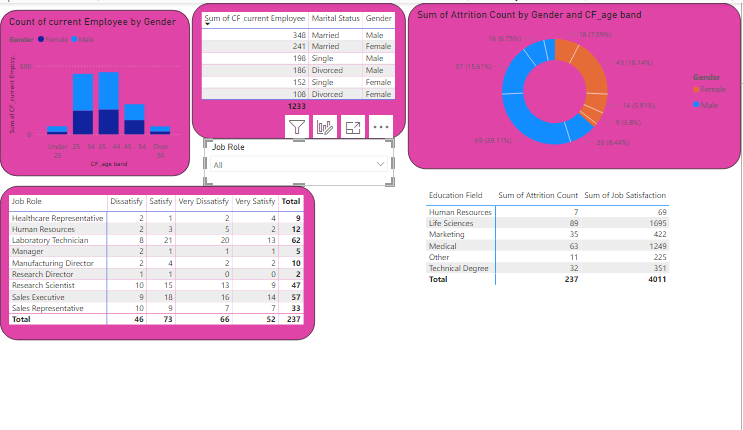 Count of current Employee by Gender
Gender Female Male
Sum of CF current Employ...
500
0
Under 25
25 34
35 44
45 54
Over 55
CF_age band
Sum of CF current Employee Marital Status Gender
348 Married Male
241 Married Female
198 Single Male
186 Divorced Male
152 Single Female
108 Divorced Female
1233
Job Role
All
Sum of Attrition Count by Gender and CF_age band
18 (7.59%)
43 (18.14%)
14 (5.91%)
9 (3.8%)
20 (8.44%)
69 (29.11%)
37 (15.61%)
16 (6.75%)
Gender
Female
Male
Job Role Dissatisfy Satisfy Very Dissatisfy Very Satisfy Total
Healthcare Representative 2 1 2 4 9
Human Resources 2 3 5 2 12
Laboratory Technician 8 21 20 13 62
Manager 2 1 1 1 5
Manufacturing Director 2 4 2 2 10
Research Director 1 1 0 0 2
Research Scientist 10 15 13 9 47
Sales Executive 9 18 16 14 57
Sales Representative 10 9 7 7 33
Total 46 73 66 52 237
Education Field Sum of Attrition Count Sum of Job Satisfaction
Human Resources 7 69
Life Sciences 89 1695
Marketing 35 422
Medical 63 1249
Other 11 225
Technical Degree 32 351
Total 237 4011